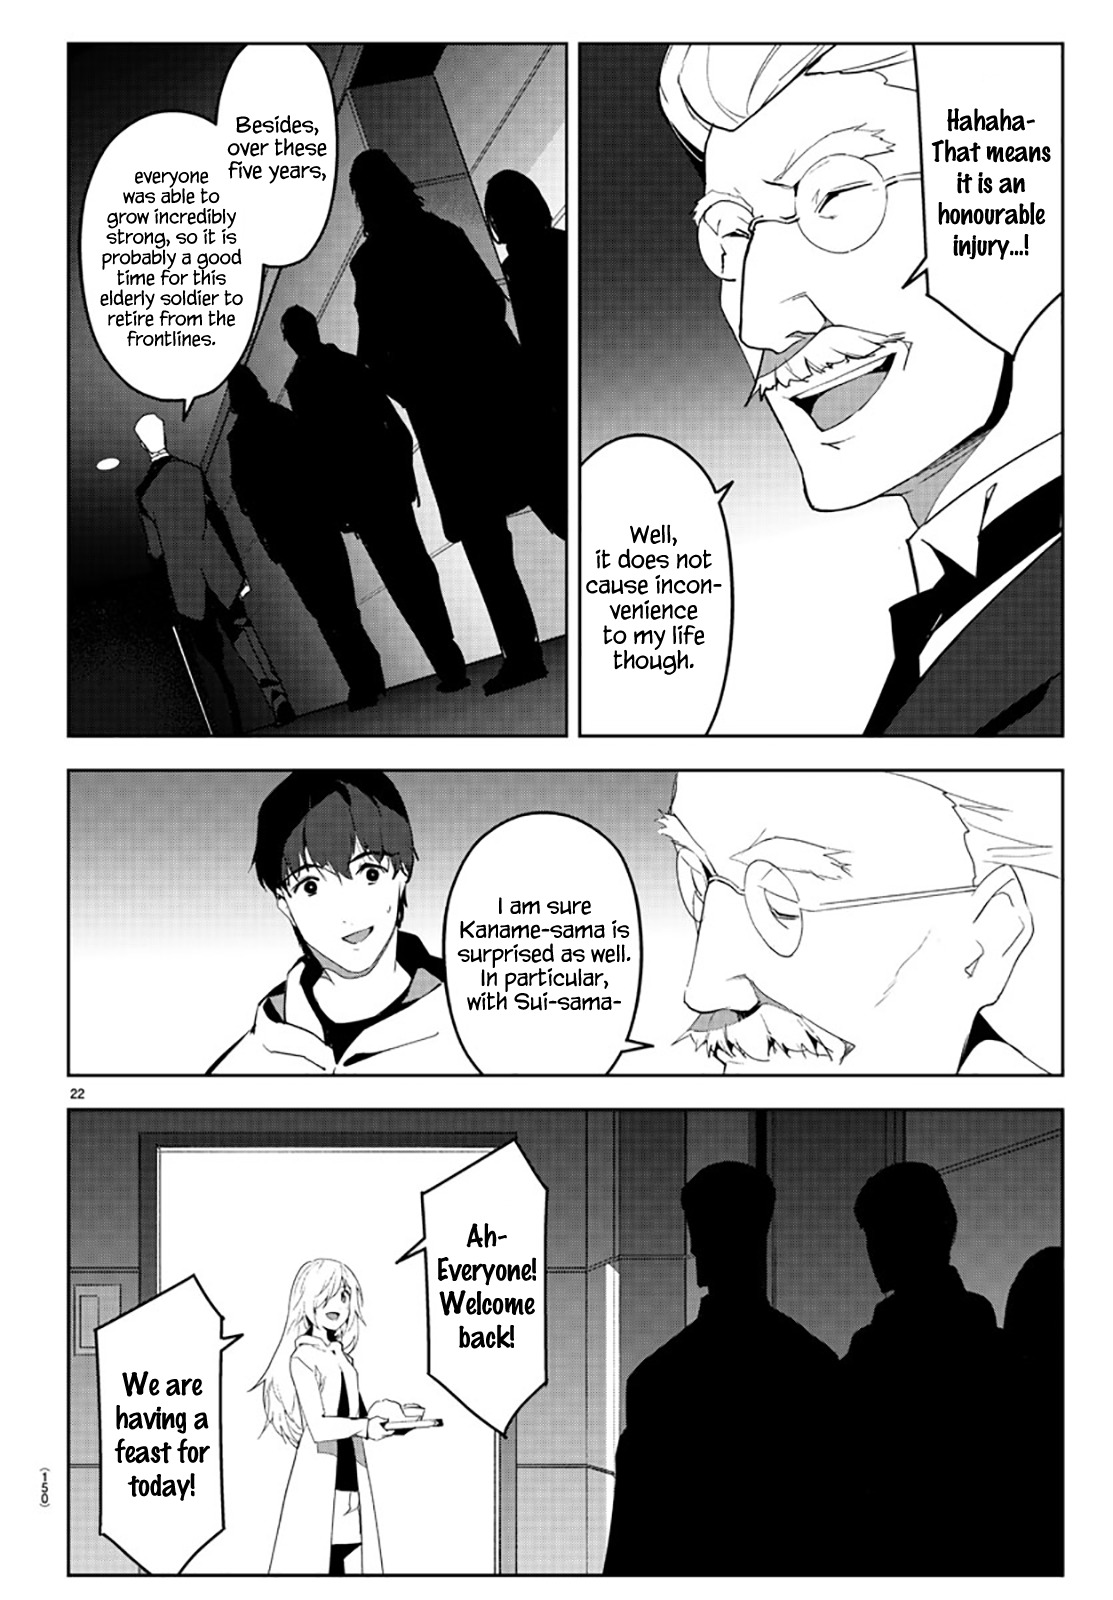 Hahaha-
That means
it is an
honourable
injury...!
Well,
it does not
cause incon-
venience
to my life
though.
Besides,
over these
five years,
everyone
was able to
grow incredibly
strong, so it is
probably a good
time for this
elderly soldier to
retire from the
frontlines.
I am sure
Kaname-sama is
surprised as well.
In particular,
with Sui-sama-
22
Ah-
Everyone!
Welcome
back!
We are
having a
feast for
today!
(150)